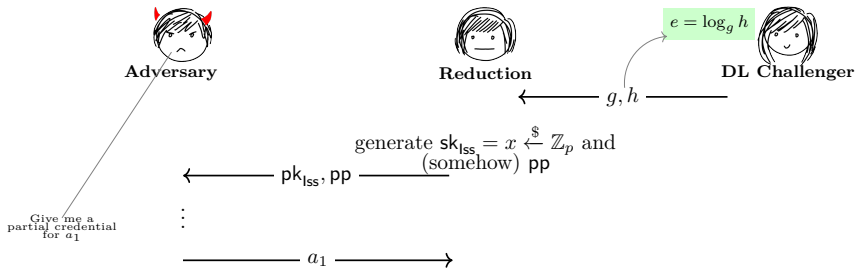 e = log_g h
Adversary
Reduction
DL Challenger
g, h
generate sk_Iss = x $← ℤ_p and
(somehow) pp
pk_Iss, pp
Give me a
partial credential
for a_1
⋮
a_1